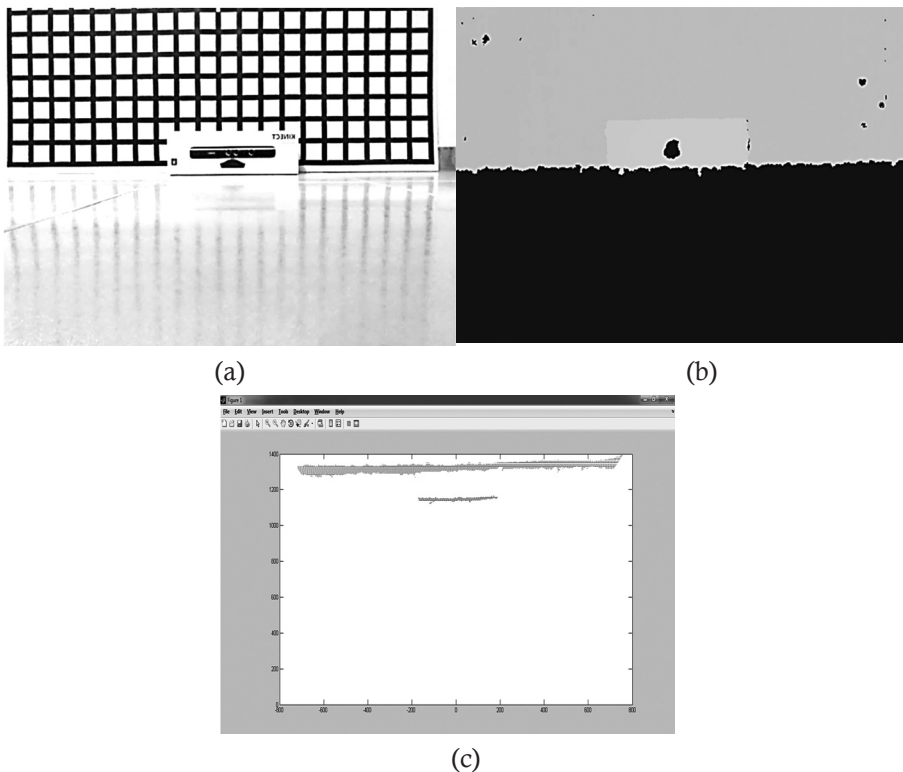 KINECT
(a)
(b)
Figure 1
File Edit View Insert Tools Desktop Window Help
1400
1200
1000
800
600
400
200
0
-800 -600 -400 -200 0 200 400 600 800
(c)